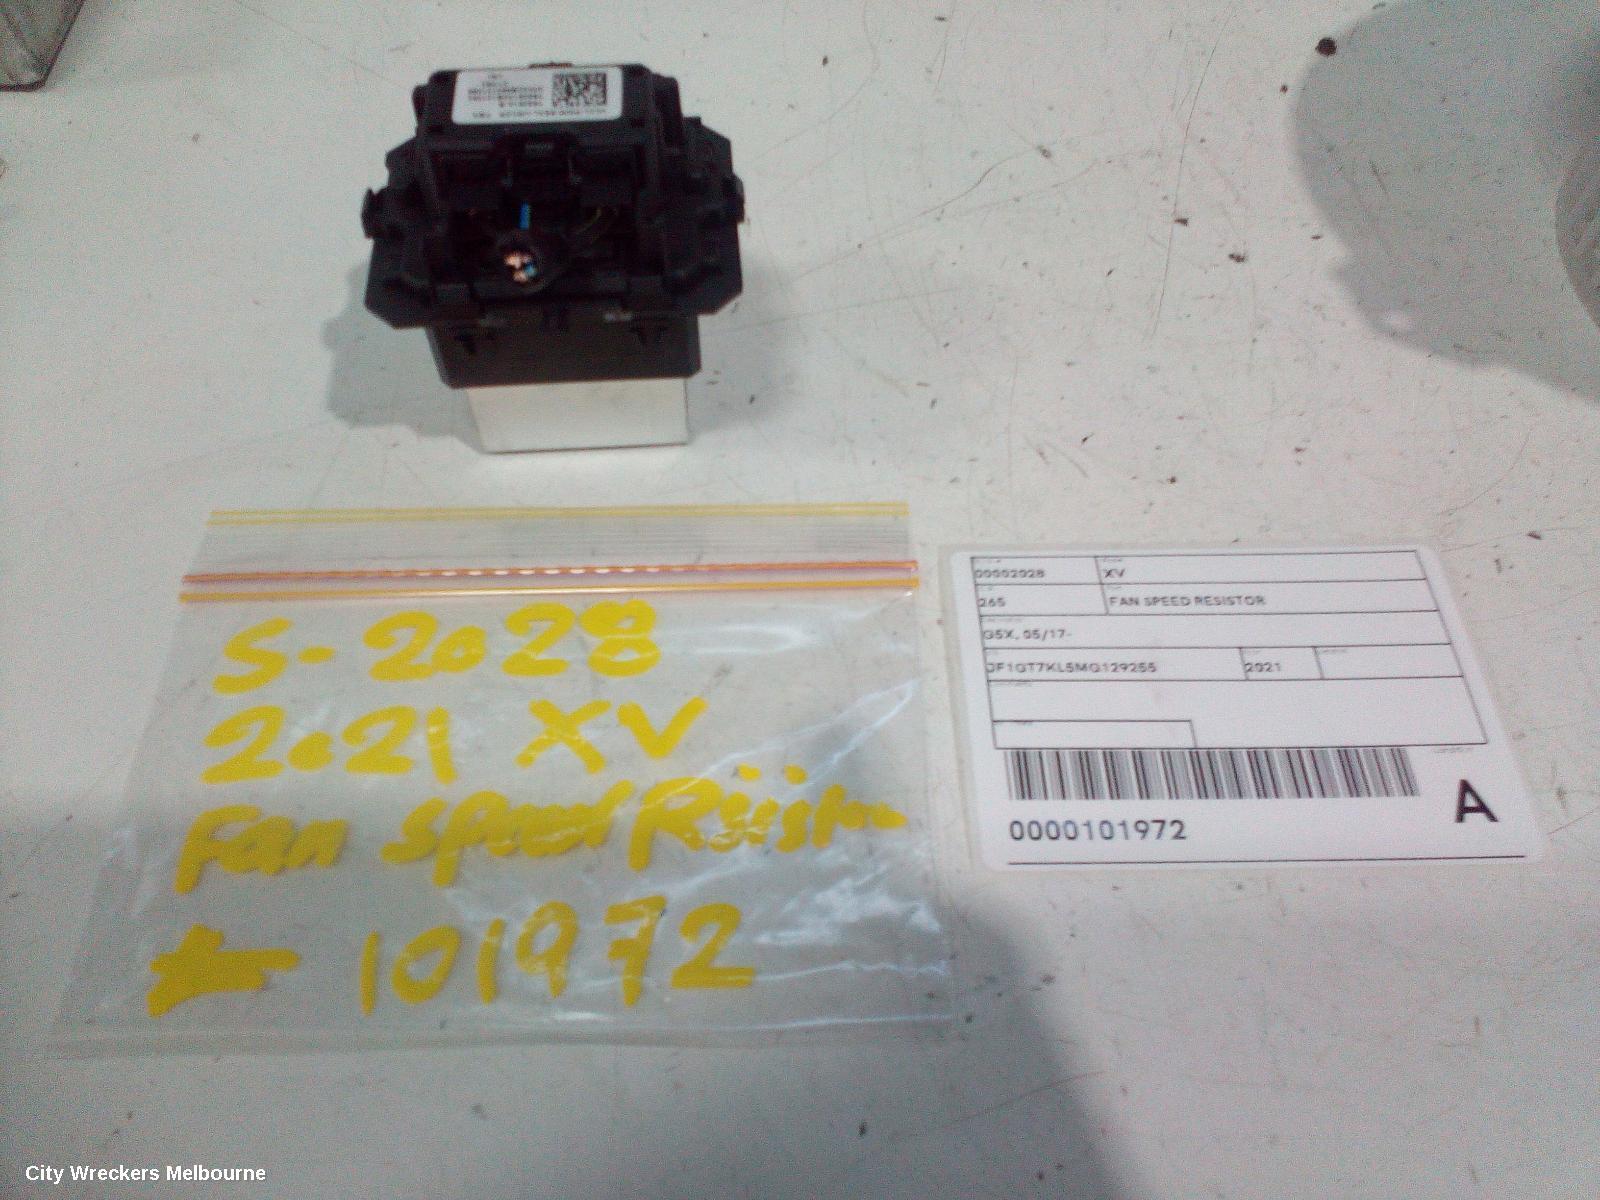 S-2028
2021 XV
Fan speed Resistor
101972
00002028
XV
265
FAN SPEED RESISTOR
G5X, 05/17-
JF1GT7KL5MG129255
2021
A
0000101972
City Wreckers Melbourne